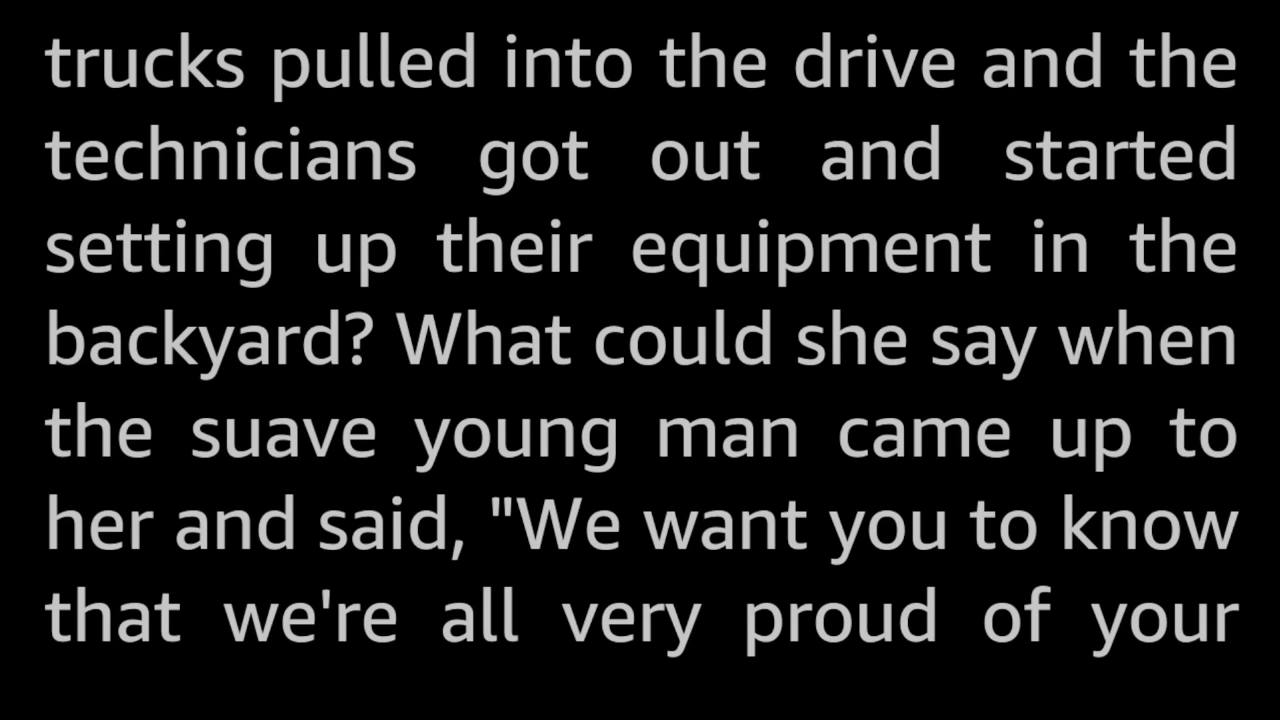 trucks pulled into the drive and the
technicians got out and started
setting up their equipment in the
backyard? What could she say when
the suave young man came up to
her and said, "We want you to know
that we're all very proud of your